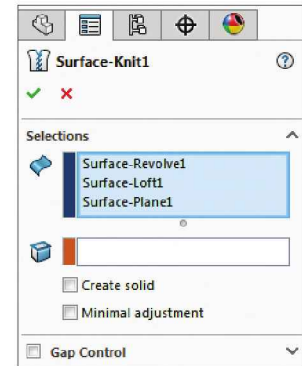 Surface-Knit1
Selections
Surface-Revolve1
Surface-Loft1
Surface-Plane1
Create solid
Minimal adjustment
Gap Control